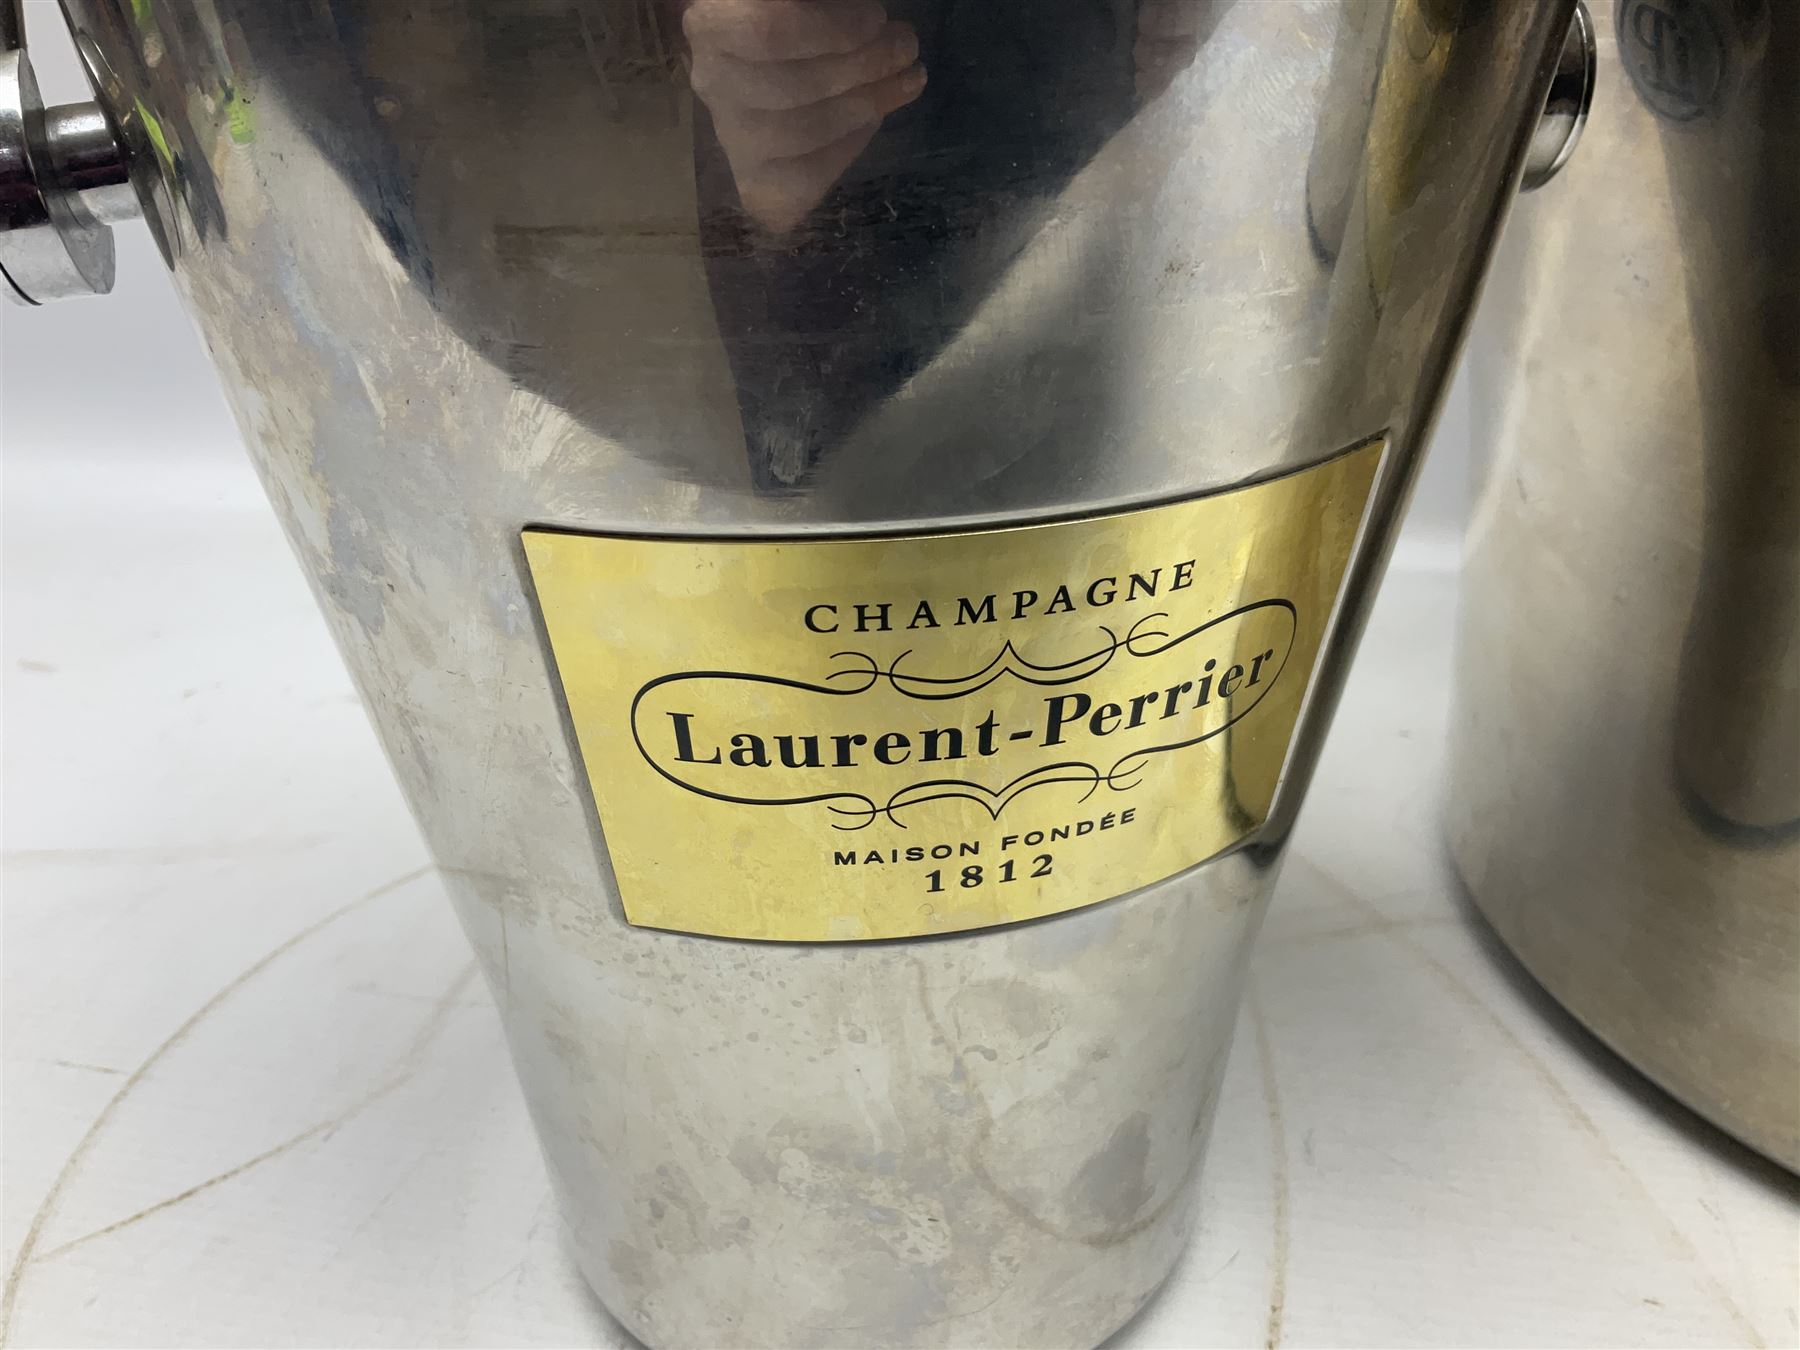 CHAMPAGNE
Laurent-Perrier
MAISON FONDÉE
1812